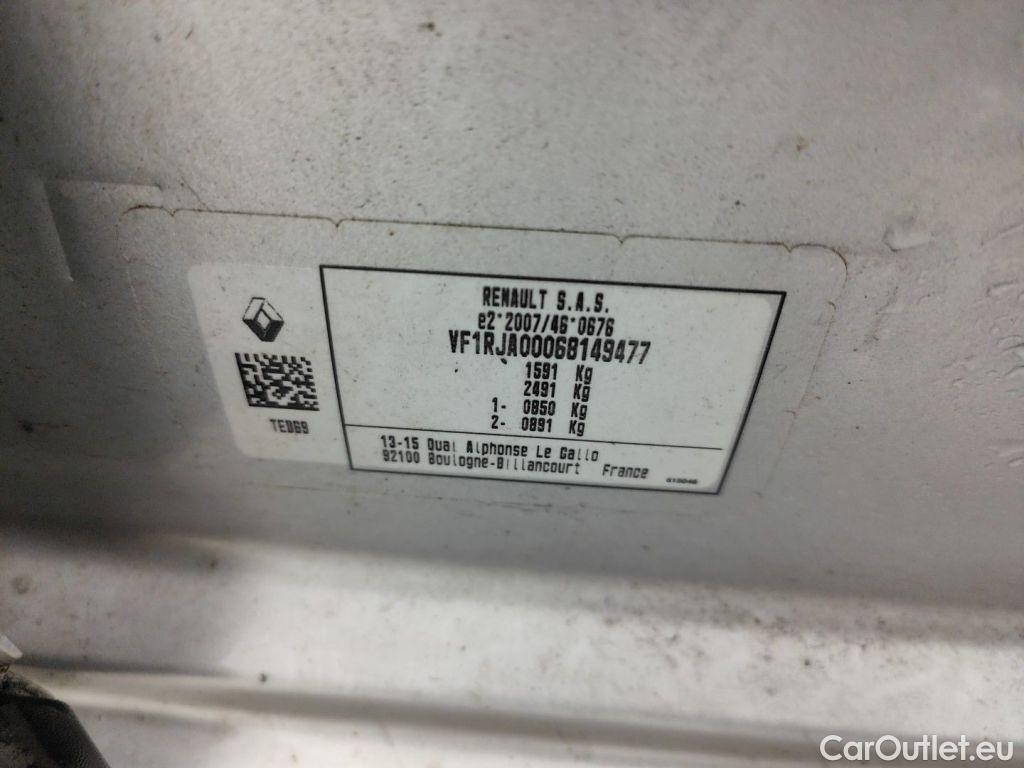 RENAULT S.A.S.
e2*2007/46*0676
VF1RJA00068149477
1591 Kg
2491 Kg
1- 0850 Kg
2- 0891 Kg
TED69
13-15 Quai Alphonse Le Gallo
92100 Boulogne-Billancourt France
CarOutlet.eu